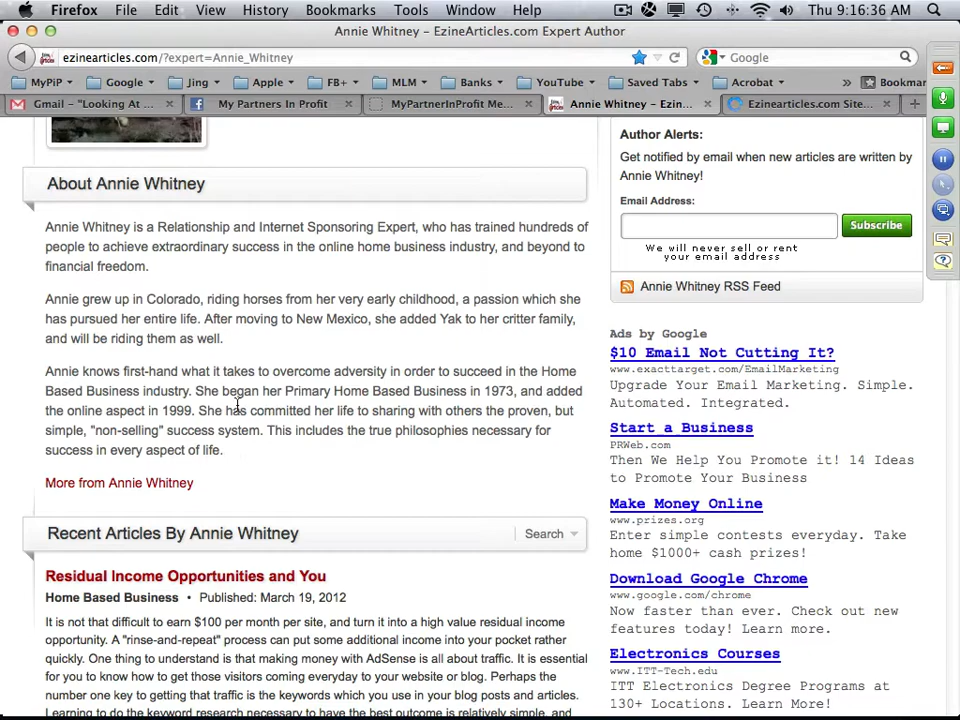 Firefox File Edit View History Bookmarks Tools Window Help Thu 9:16:36 AM
Annie Whitney – EzineArticles.com Expert Author
ezinearticles.com/?expert=Annie_Whitney Google
MyPiP Google Jing Apple FB+ MLM Banks YouTube Saved Tabs Acrobat » Bookmar
Gmail – "Looking At ... My Partners In Profit MyPartnerInProfit Me... Annie Whitney – Ezin... Ezinearticles.com Site...
About Annie Whitney
Annie Whitney is a Relationship and Internet Sponsoring Expert, who has trained hundreds of
people to achieve extraordinary success in the online home business industry, and beyond to
financial freedom.
Annie grew up in Colorado, riding horses from her very early childhood, a passion which she
has pursued her entire life. After moving to New Mexico, she added Yak to her critter family,
and will be riding them as well.
Annie knows first-hand what it takes to overcome adversity in order to succeed in the Home
Based Business industry. She began her Primary Home Based Business in 1973, and added
the online aspect in 1999. She has committed her life to sharing with others the proven, but
simple, "non-selling" success system. This includes the true philosophies necessary for
success in every aspect of life.
More from Annie Whitney
Recent Articles By Annie Whitney Search
Residual Income Opportunities and You
Home Based Business • Published: March 19, 2012
It is not that difficult to earn $100 per month per site, and turn it into a high value residual income
opportunity. A "rinse-and-repeat" process can put some additional income into your pocket rather
quickly. One thing to understand is that making money with AdSense is all about traffic. It is essential
for you to know how to get those visitors coming everyday to your website or blog. Perhaps the
number one key to getting that traffic is the keywords which you use in your blog posts and articles.
Learning to do the keyword research necessary to have the best outcome is relatively simple, and
Author Alerts:
Get notified by email when new articles are written by
Annie Whitney!
Email Address:
Subscribe
We will never sell or rent
your email address
Annie Whitney RSS Feed
Ads by Google
$10 Email Not Cutting It?
www.exacttarget.com/EmailMarketing
Upgrade Your Email Marketing. Simple.
Automated. Integrated.
Start a Business
PRWeb.com
Then We Help You Promote it! 14 Ideas
to Promote Your Business
Make Money Online
www.prizes.org
Enter simple contests everyday. Take
home $1000+ cash prizes!
Download Google Chrome
www.google.com/chrome
Now faster than ever. Check out new
features today! Learn more.
Electronics Courses
www.ITT-Tech.edu
ITT Electronics Degree Programs at
130+ Locations. Learn More!